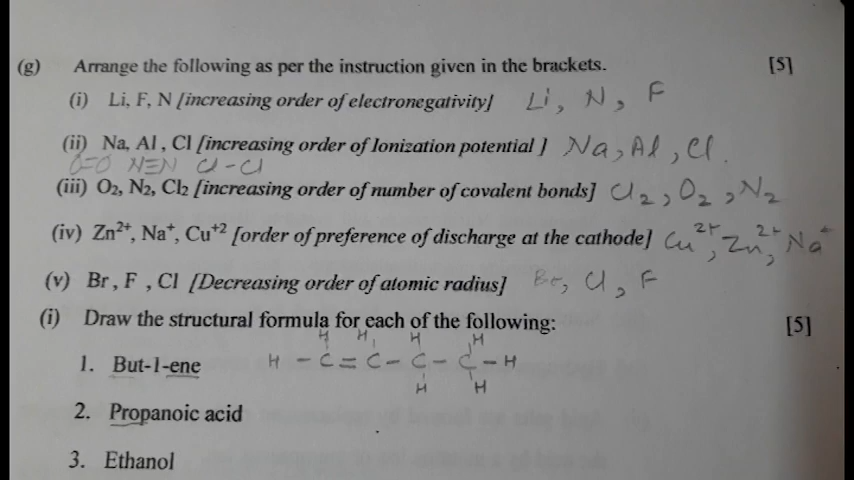 (g) Arrange the following as per the instruction given in the brackets. [5]
(i) Li, F, N [increasing order of electronegativity] Li, N, F
(ii) Na, Al , Cl [increasing order of Ionization potential ] Na, Al, Cl.
O=O N≡N Cl-Cl
(iii) O₂, N₂, Cl₂ [increasing order of number of covalent bonds] Cl₂, O₂, N₂
(iv) Zn²⁺, Na⁺, Cu⁺² [order of preference of discharge at the cathode] Cu²⁺, Zn²⁺, Na⁺
(v) Br , F , Cl [Decreasing order of atomic radius] Br, Cl, F
(i) Draw the structural formula for each of the following: [5]
H H H H
1. But-1-ene H - C = C - C - C - H
H H
2. Propanoic acid
3. Ethanol